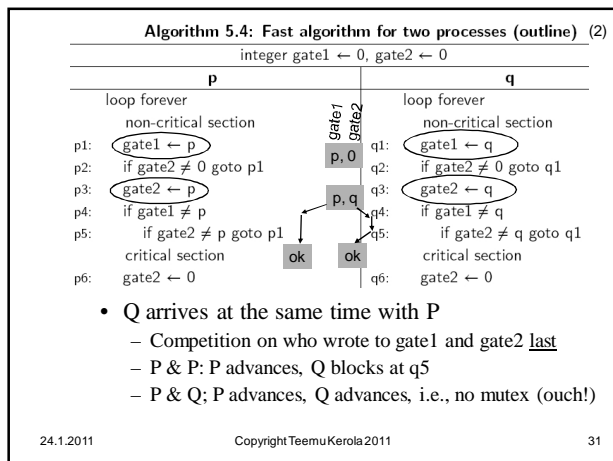 Algorithm 5.4: Fast algorithm for two processes (outline) (2)
integer gate1 ← 0, gate2 ← 0
p
q
loop forever
non-critical section
p1: gate1 ← p
p2: if gate2 ≠ 0 goto p1
p3: gate2 ← p
p4: if gate1 ≠ p
p5: if gate2 ≠ p goto p1
critical section
p6: gate2 ← 0
gate1
gate2
p, 0
p, q
ok
ok
loop forever
non-critical section
q1: gate1 ← q
q2: if gate2 ≠ 0 goto q1
q3: gate2 ← q
q4: if gate1 ≠ q
q5: if gate2 ≠ q goto q1
critical section
q6: gate2 ← 0
• Q arrives at the same time with P
– Competition on who wrote to gate1 and gate2 last
– P & P: P advances, Q blocks at q5
– P & Q; P advances, Q advances, i.e., no mutex (ouch!)
24.1.2011 Copyright Teemu Kerola 2011 31